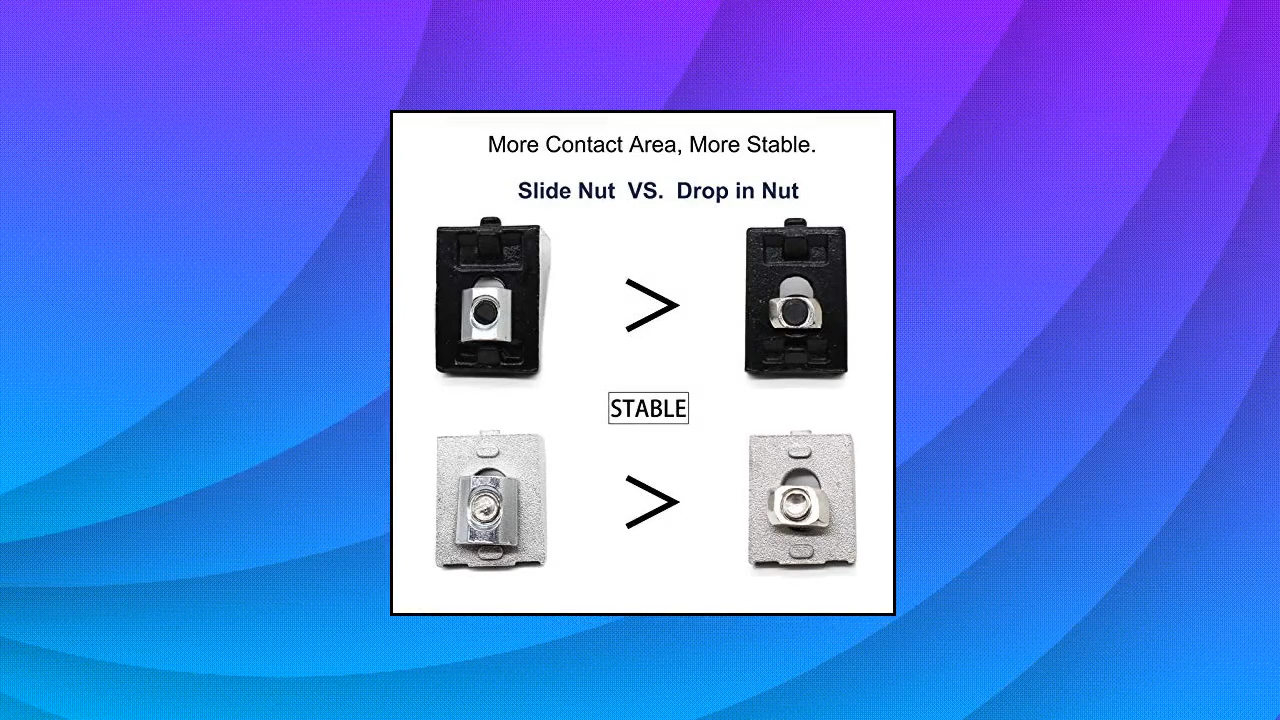 More Contact Area, More Stable.
Slide Nut VS. Drop in Nut
>
>
STABLE
>